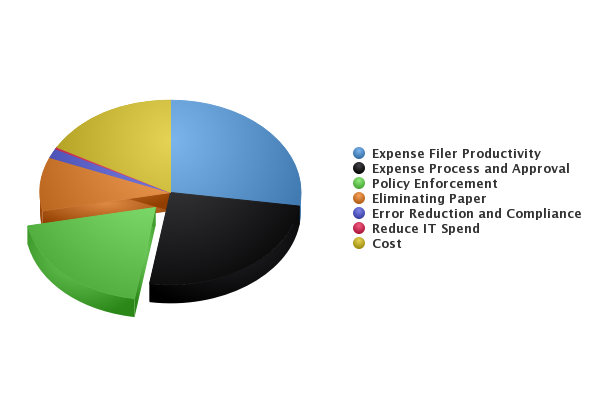 Expense Filer Productivity
Expense Process and Approval
Policy Enforcement
Eliminating Paper
Error Reduction and Compliance
Reduce IT Spend
Cost